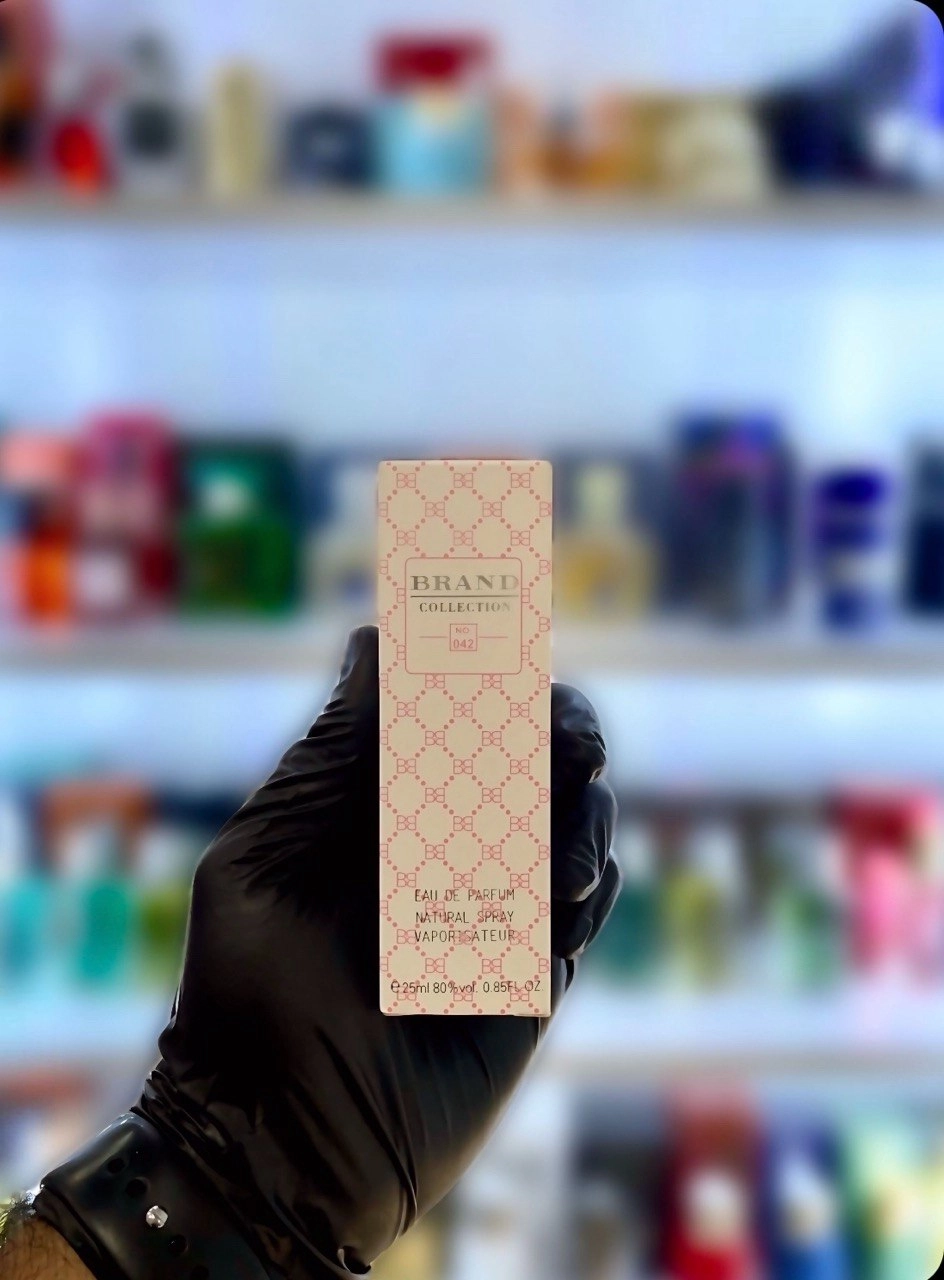 BRAND
COLLECTION
NO
042
EAU DE PARFUM
NATURAL SPRAY
VAPORISATEUR
℮25ml 80%vol. 0.85FL.OZ